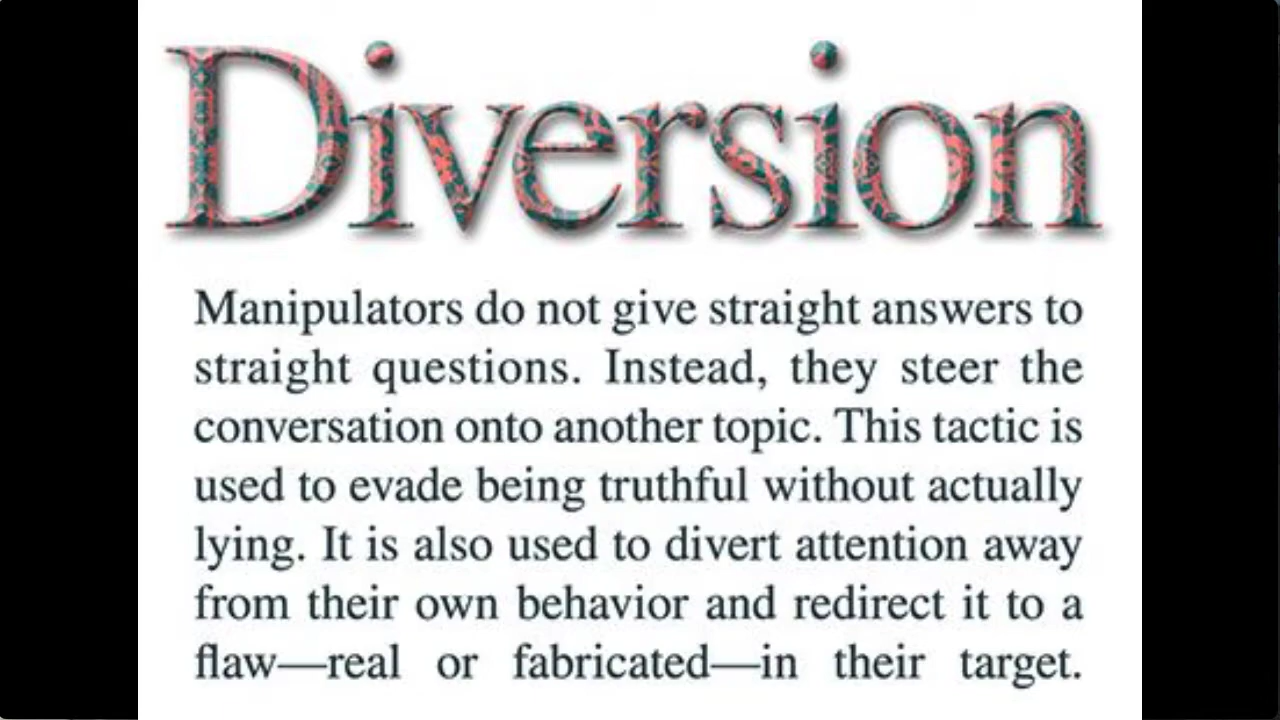 Diversion
Manipulators do not give straight answers to
straight questions. Instead, they steer the
conversation onto another topic. This tactic is
used to evade being truthful without actually
lying. It is also used to divert attention away
from their own behavior and redirect it to a
flaw—real or fabricated—in their target.